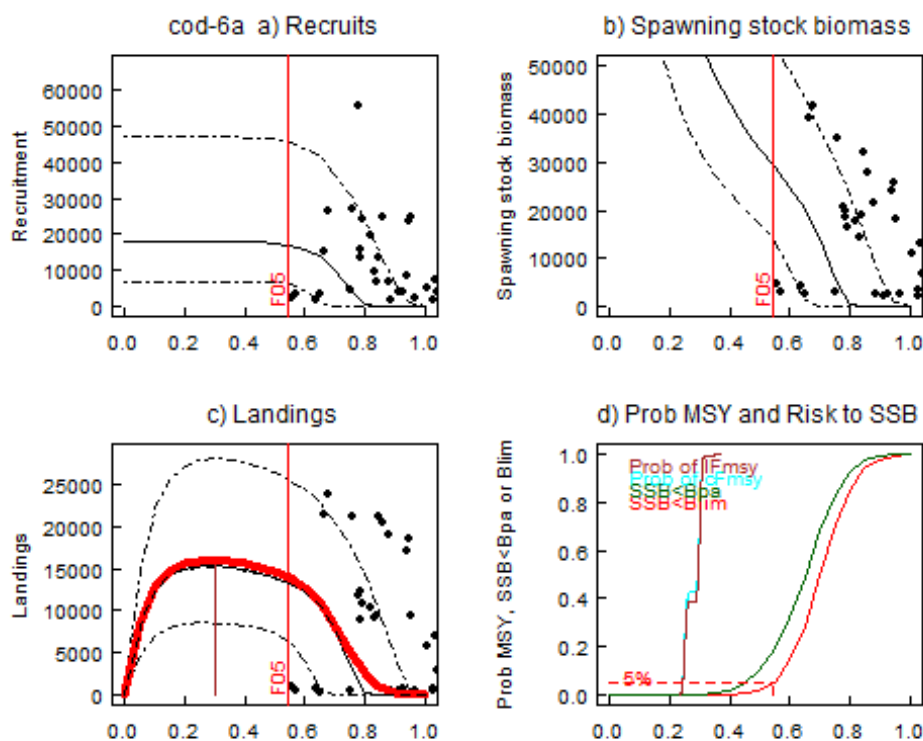 cod-6a a) Recruits
Recruitment
60000
50000
40000
30000
20000
10000
0
F05
0.0 0.2 0.4 0.6 0.8 1.0
b) Spawning stock biomass
Spawning stock biomass
50000
40000
30000
20000
10000
0
F05
0.0 0.2 0.4 0.6 0.8 1.0
c) Landings
Landings
25000
20000
15000
10000
5000
0
F05
0.0 0.2 0.4 0.6 0.8 1.0
d) Prob MSY and Risk to SSB
Prob MSY, SSB<Bpa or Blim
1.0
0.8
0.6
0.4
0.2
0.0
Prob of lFmsy
Prob of cFmsy
SSB<Bpa
SSB<Blim
5%
0.0 0.2 0.4 0.6 0.8 1.0